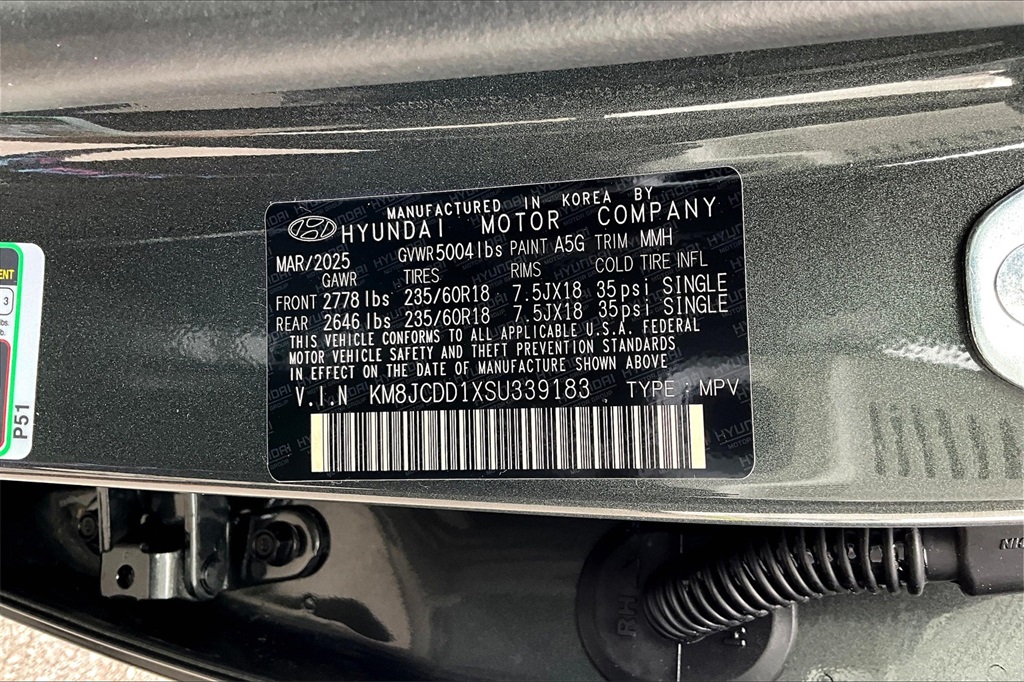 MANUFACTURED IN KOREA BY
HYUNDAI MOTOR COMPANY
MAR/2025 GVWR 5004 lbs PAINT A5G TRIM MMH
GAWR TIRES RIMS COLD TIRE INFL
FRONT 2778 lbs 235/60R18 7.5JX18 35psi SINGLE
REAR 2646 lbs 235/60R18 7.5JX18 35psi SINGLE
THIS VEHICLE CONFORMS TO ALL APPLICABLE U.S.A. FEDERAL
MOTOR VEHICLE SAFETY AND THEFT PREVENTION STANDARDS
IN EFFECT ON THE DATE OF MANUFACTURE SHOWN ABOVE
V.I.N KM8JCDD1XSU339183 TYPE : MPV
3
P51
RH